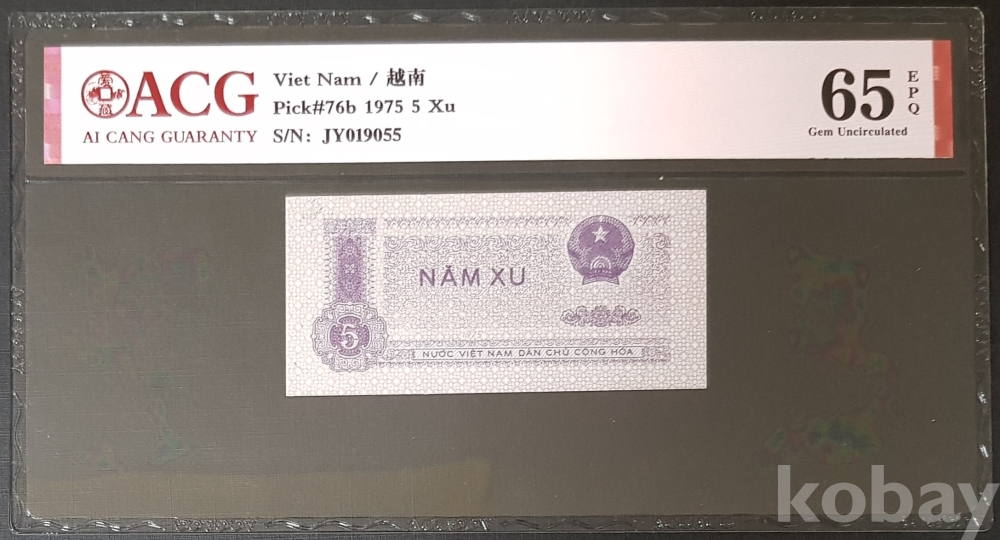 ACG
AI CANG GUARANTY
Viet Nam / 越南
Pick#76b 1975 5 Xu
S/N: JY019055
65
EPQ
Gem Uncirculated
NĂM XU
5
NƯỚC VIỆT NAM DÂN CHỦ CỘNG HÒA
kobay